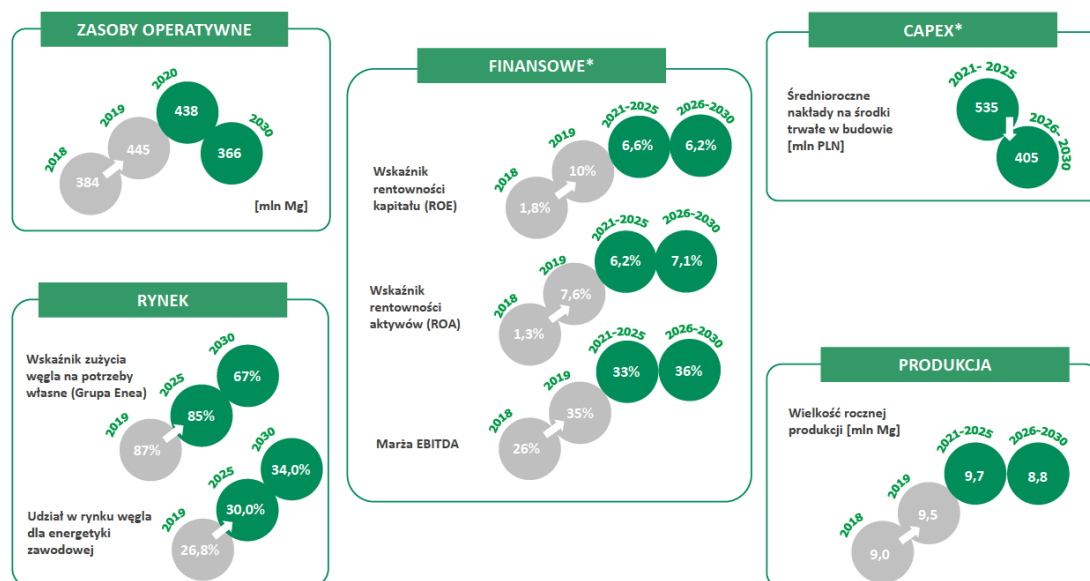 ZASOBY OPERATYWNE
2018
384
2019
445
2020
438
2030
366
[mln Mg]
RYNEK
Wskaźnik zużycia
węgla na potrzeby
własne (Grupa Enea)
2019
87%
2025
85%
2030
67%
Udział w rynku węgla
dla energetyki
zawodowej
2019
26,8%
2025
30,0%
2030
34,0%
FINANSOWE*
Wskaźnik
rentowności
kapitału (ROE)
2018
1,8%
2019
10%
2021-2025
6,6%
2026-2030
6,2%
Wskaźnik
rentowności
aktywów (ROA)
2018
1,3%
2019
7,6%
2021-2025
6,2%
2026-2030
7,1%
Marża EBITDA
2018
26%
2019
35%
2021-2025
33%
2026-2030
36%
CAPEX*
Średnioroczne
nakłady na środki
trwałe w budowie
[mln PLN]
2021- 2025
535
2026-2030
405
PRODUKCJA
Wielkość rocznej
produkcji [mln Mg]
2018
9,0
2019
9,5
2021-2025
9,7
2026-2030
8,8